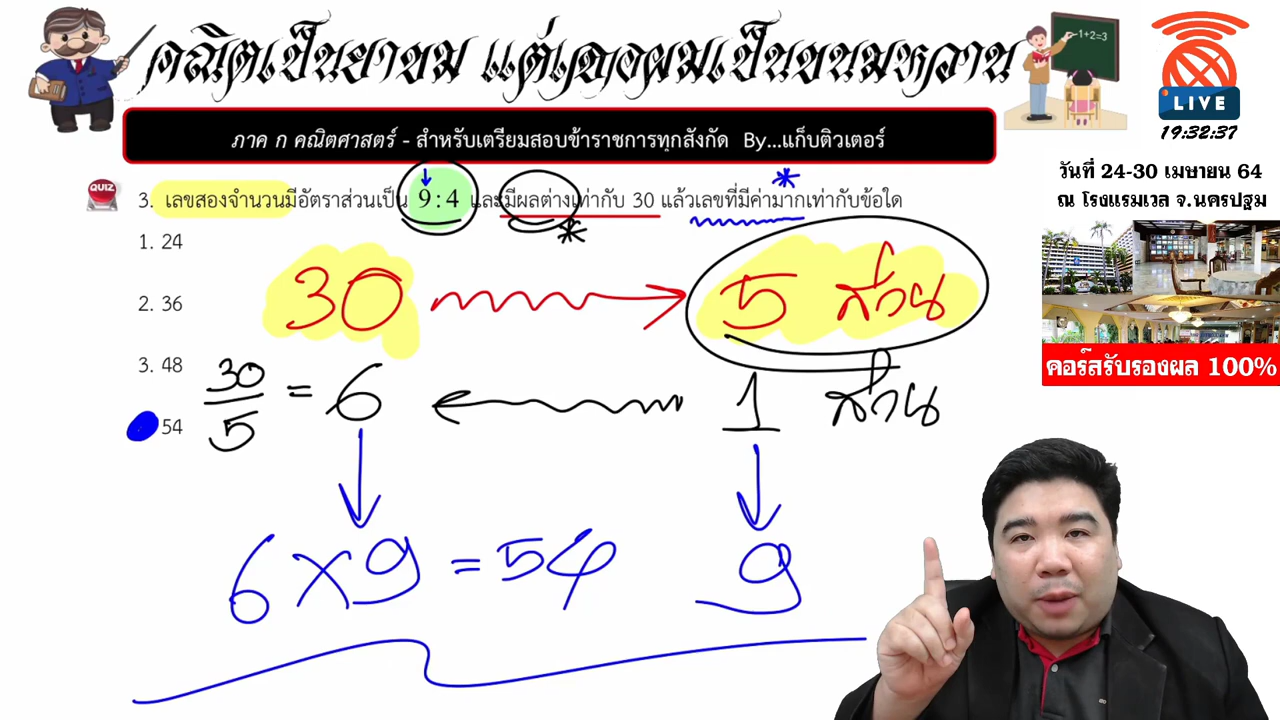 คณิตเป็นยาขม แต่เธอผมเป็นขนมหวาน
-1+2=3
LIVE
19:32:37
ภาค ก คณิตศาสตร์ - สำหรับเตรียมสอบข้าราชการทุกสังกัด By...แก็บติวเตอร์
วันที่ 24-30 เมษายน 64
ณ โรงแรมเวล จ.นครปฐม
QUIZ
3. เลขสองจำนวนมีอัตราส่วนเป็น 9:4 และมีผลต่างเท่ากับ 30 แล้วเลขที่มีค่ามากเท่ากับข้อใด
1. 24
2. 36
3. 48
54
30 5 ส่วน
คอร์สรับรองผล 100%
30/5 = 6 1 ส่วน
6×9 = 54 9